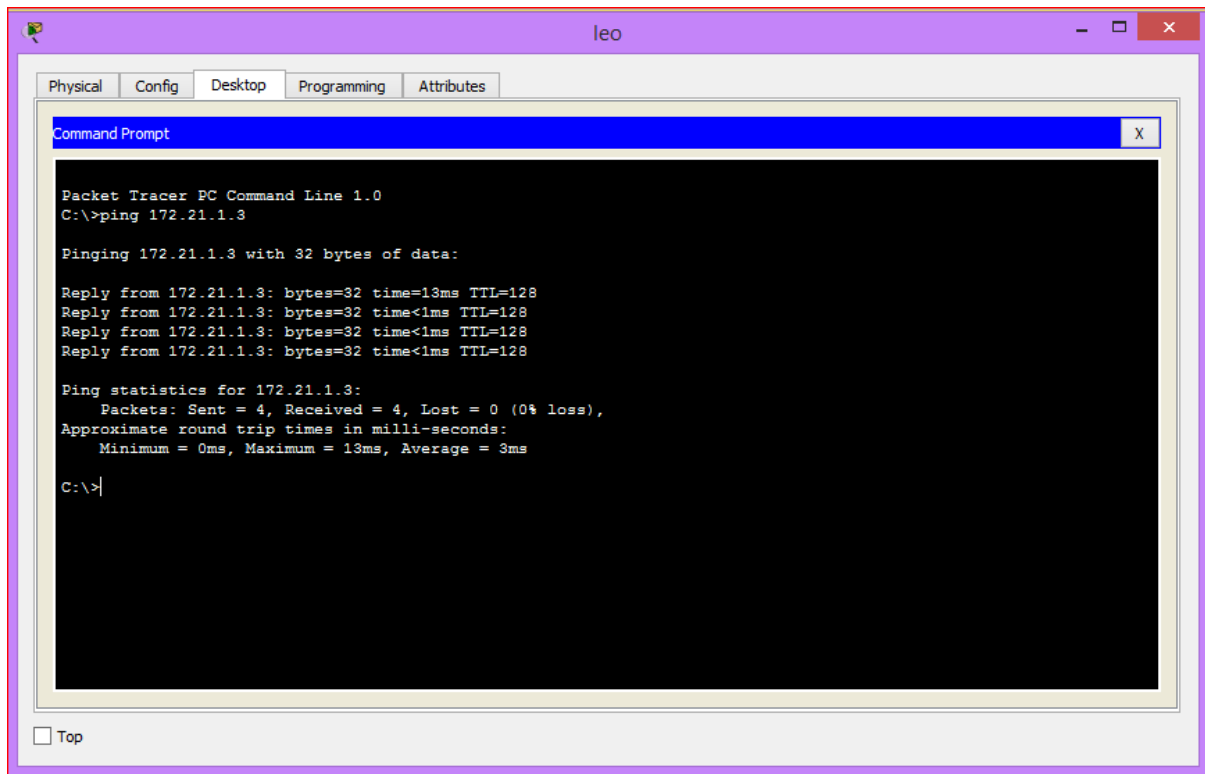 leo
Physical Config Desktop Programming Attributes
Command Prompt X
Packet Tracer PC Command Line 1.0
C:\>ping 172.21.1.3
Pinging 172.21.1.3 with 32 bytes of data:
Reply from 172.21.1.3: bytes=32 time=13ms TTL=128
Reply from 172.21.1.3: bytes=32 time<1ms TTL=128
Reply from 172.21.1.3: bytes=32 time<1ms TTL=128
Reply from 172.21.1.3: bytes=32 time<1ms TTL=128
Ping statistics for 172.21.1.3:
    Packets: Sent = 4, Received = 4, Lost = 0 (0% loss),
Approximate round trip times in milli-seconds:
    Minimum = 0ms, Maximum = 13ms, Average = 3ms
C:\>
Top